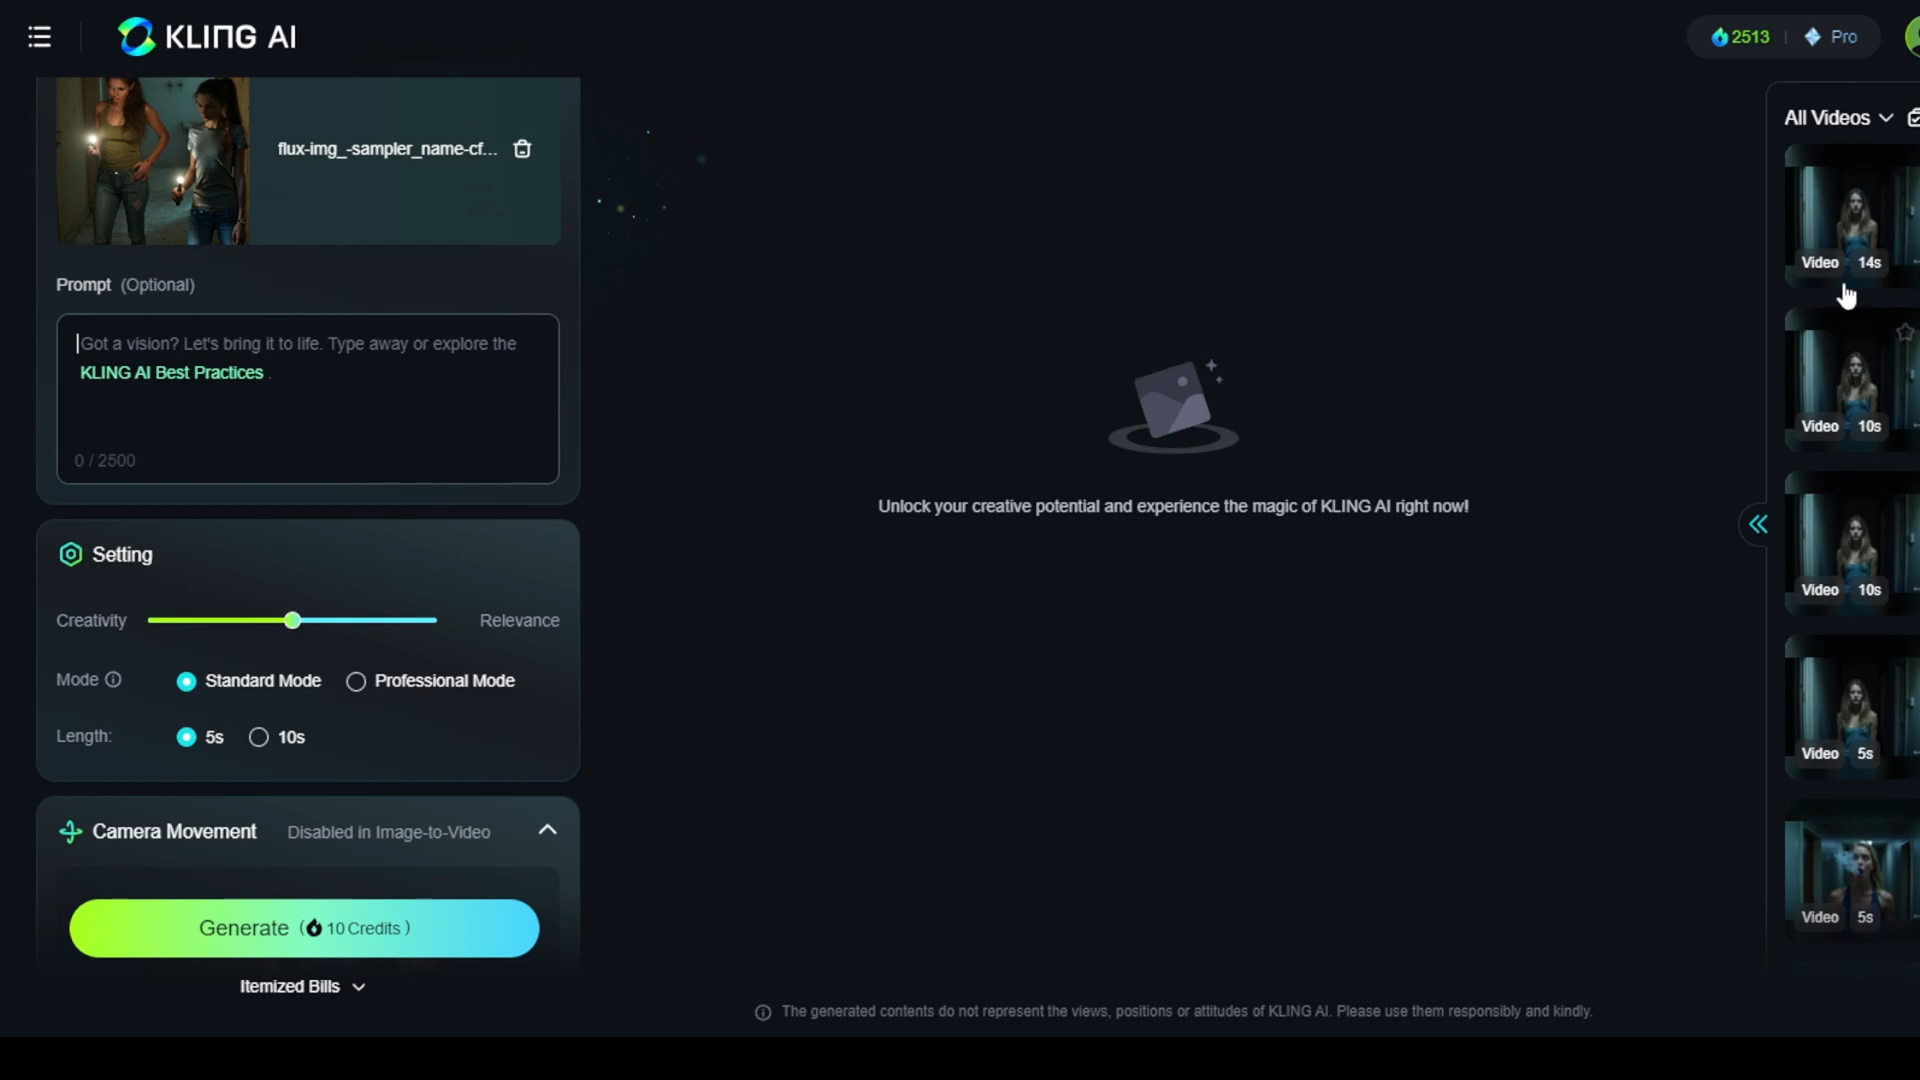 KLING AI
2513
Pro
flux-img_-sampler_name-cf...
All Videos
Prompt (Optional)
Got a vision? Let's bring it to life. Type away or explore the
KLING AI Best Practices .
0 / 2500
Video 14s
Video 10s
Unlock your creative potential and experience the magic of KLING AI right now!
Setting
Creativity Relevance
Video 10s
Mode Standard Mode Professional Mode
Length: 5s 10s
Video 5s
Camera Movement Disabled in Image-to-Video
Generate ( 10 Credits )
Video 5s
Itemized Bills
The generated contents do not represent the views, positions or attitudes of KLING AI. Please use them responsibly and kindly.